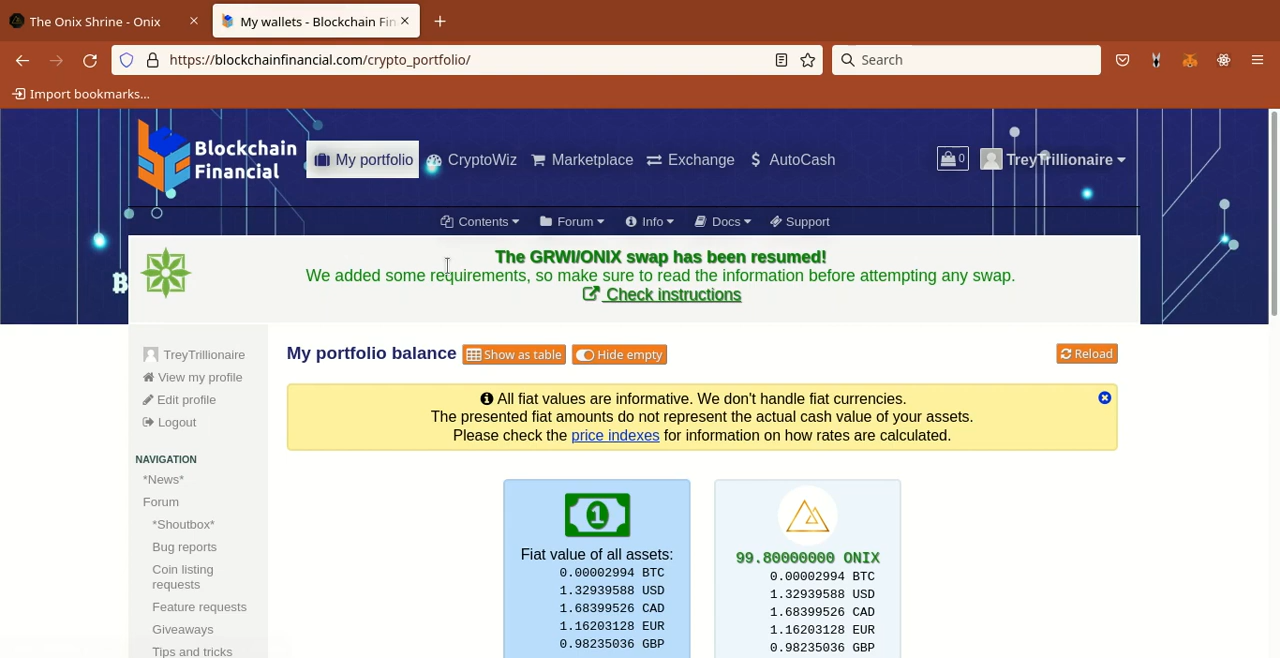 The Onix Shrine - Onix
My wallets - Blockchain Fin
https://blockchainfinancial.com/crypto_portfolio/
Search
Import bookmarks...
Blockchain
Financial
My portfolio
CryptoWiz
Marketplace
Exchange
$ AutoCash
0
TreyTrillionaire
Contents
Forum
Info
Docs
Support
The GRWI/ONIX swap has been resumed!
We added some requirements, so make sure to read the information before attempting any swap.
Check instructions
TreyTrillionaire
View my profile
Edit profile
Logout
NAVIGATION
*News*
Forum
*Shoutbox*
Bug reports
Coin listing
requests
Feature requests
Giveaways
Tips and tricks
My portfolio balance
Show as table
Hide empty
Reload
All fiat values are informative. We don't handle fiat currencies.
The presented fiat amounts do not represent the actual cash value of your assets.
Please check the price indexes for information on how rates are calculated.
1
Fiat value of all assets:
0.00002994 BTC
1.32939588 USD
1.68399526 CAD
1.16203128 EUR
0.98235036 GBP
99.80000000 ONIX
0.00002994 BTC
1.32939588 USD
1.68399526 CAD
1.16203128 EUR
0.98235036 GBP